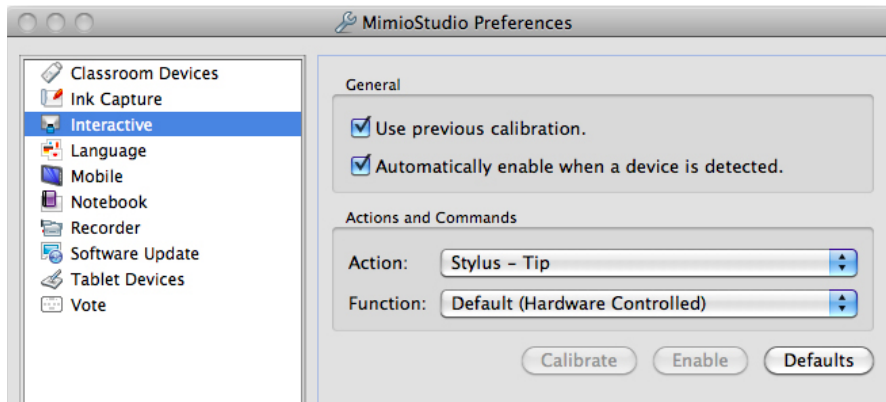 MimioStudio Preferences
Classroom Devices
Ink Capture
Interactive
Language
Mobile
Notebook
Recorder
Software Update
Tablet Devices
Vote
General
Use previous calibration.
Automatically enable when a device is detected.
Actions and Commands
Action: Stylus – Tip
Function: Default (Hardware Controlled)
Calibrate Enable Defaults